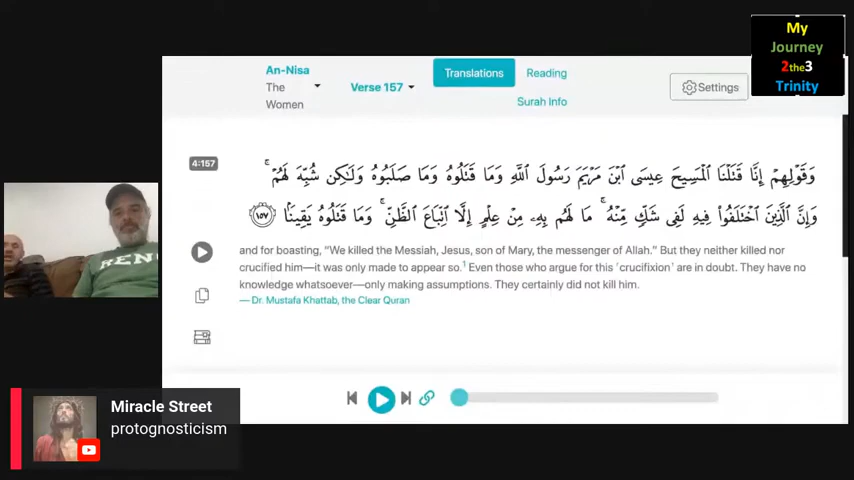 My
Journey
2the3
Trinity
An-Nisa
The
Women
Verse 157
Translations
Reading
Surah Info
Settings
4:157
وَقَوْلِهِمْ إِنَّا قَتَلْنَا ٱلْمَسِيحَ عِيسَى ٱبْنَ مَرْيَمَ رَسُولَ ٱللَّهِ وَمَا قَتَلُوهُ وَمَا صَلَبُوهُ وَلَـٰكِن شُبِّهَ لَهُمْ ۚ
وَإِنَّ ٱلَّذِينَ ٱخْتَلَفُوا۟ فِيهِ لَفِى شَكٍّۢ مِّنْهُ ۚ مَا لَهُم بِهِۦ مِنْ عِلْمٍ إِلَّا ٱتِّبَاعَ ٱلظَّنِّ ۚ وَمَا قَتَلُوهُ يَقِينًۢا ١٥٧
and for boasting, "We killed the Messiah, Jesus, son of Mary, the messenger of Allah." But they neither killed nor
crucified him—it was only made to appear so.1 Even those who argue for this 'crucifixion' are in doubt. They have no
knowledge whatsoever—only making assumptions. They certainly did not kill him.
— Dr. Mustafa Khattab, the Clear Quran
Miracle Street
protognosticism